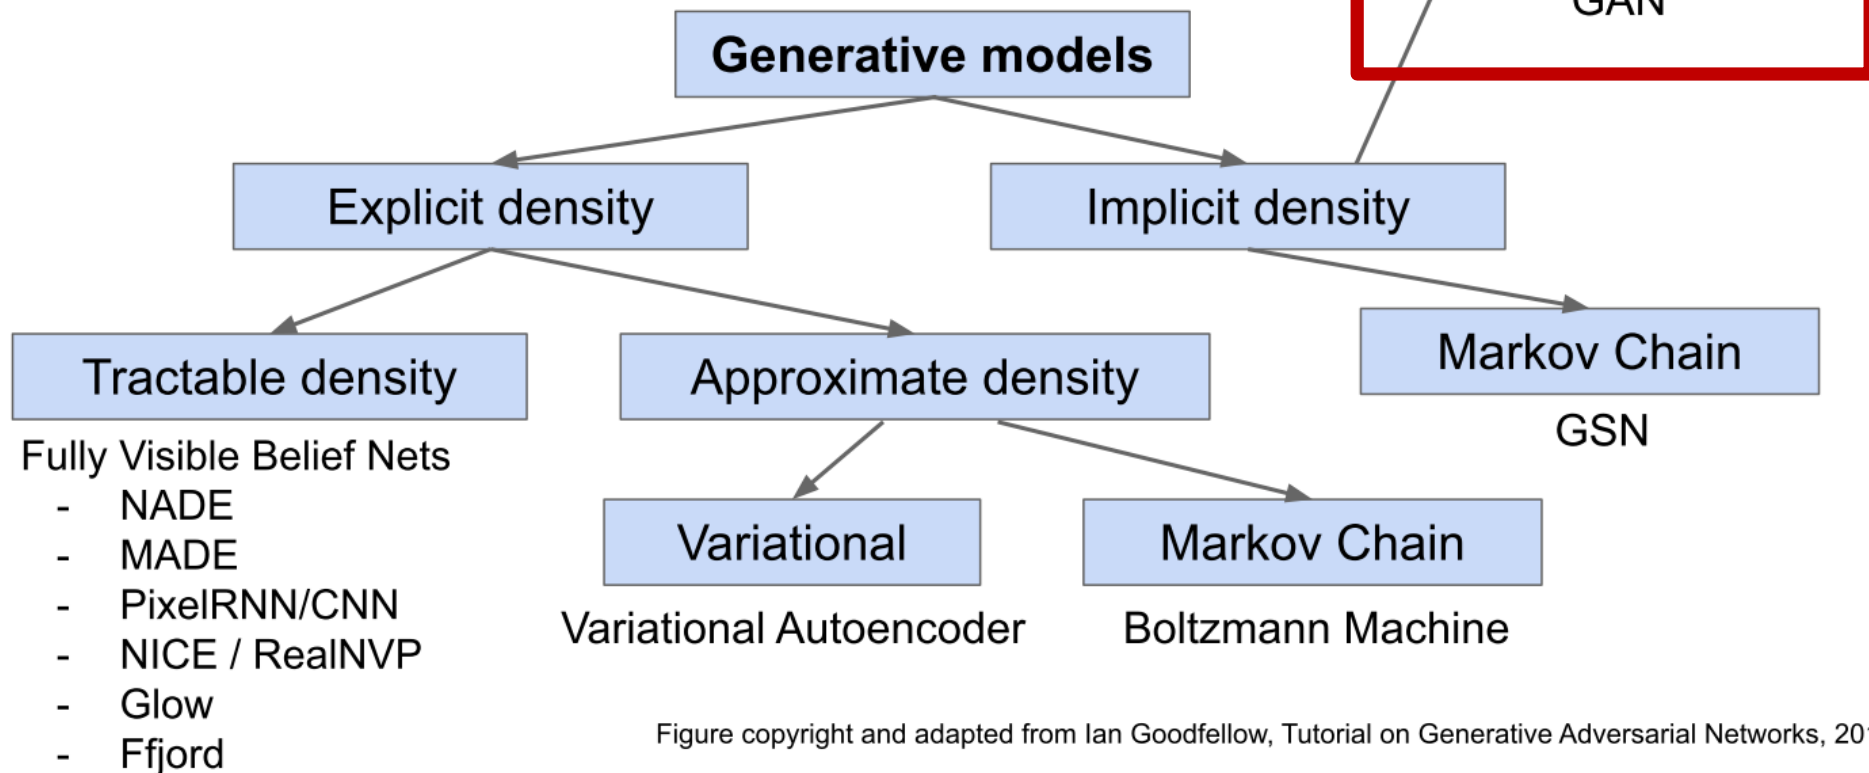 GAN
Generative models
Explicit density
Implicit density
Tractable density
Approximate density
Markov Chain
GSN
Fully Visible Belief Nets
- NADE
- MADE
- PixelRNN/CNN
- NICE / RealNVP
- Glow
- Ffjord
Variational
Markov Chain
Variational Autoencoder
Boltzmann Machine
Figure copyright and adapted from Ian Goodfellow, Tutorial on Generative Adversarial Networks,